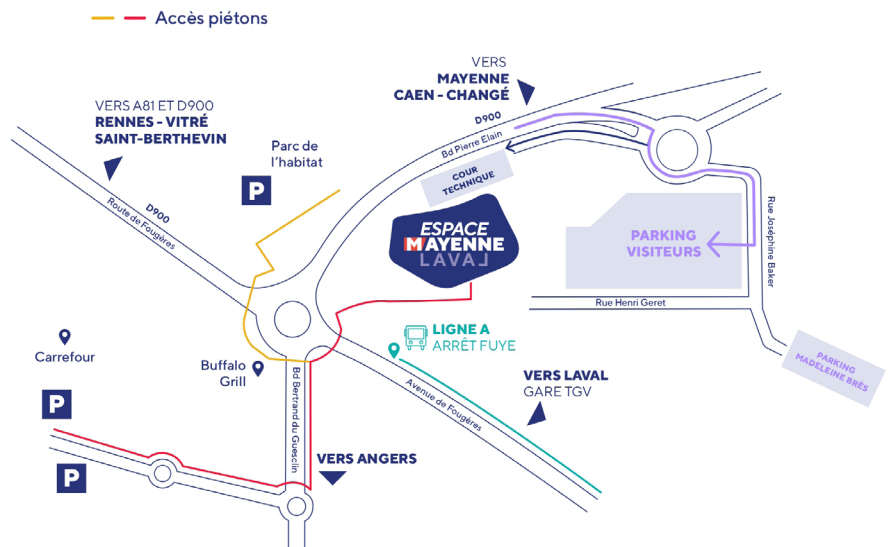 Accès piétons
VERS
MAYENNE
CAEN - CHANGÉ
VERS A81 ET D900
RENNES - VITRÉ
SAINT-BERTHEVIN
Parc de
l'habitat
P
D900
Bd Pierre Elain
COUR
TECHNIQUE
D900
Route de Fougères
ESPACE
MAYENNE
LAVAL
PARKING
VISITEURS
Rue Joséphine Baker
Rue Henri Geret
LIGNE A
ARRÊT FUYE
Carrefour
Buffalo
Grill
PARKING
MADELEINE BRÈS
VERS LAVAL
GARE TGV
Avenue de Fougères
Bd Bertrand du Guesclin
P
VERS ANGERS
P